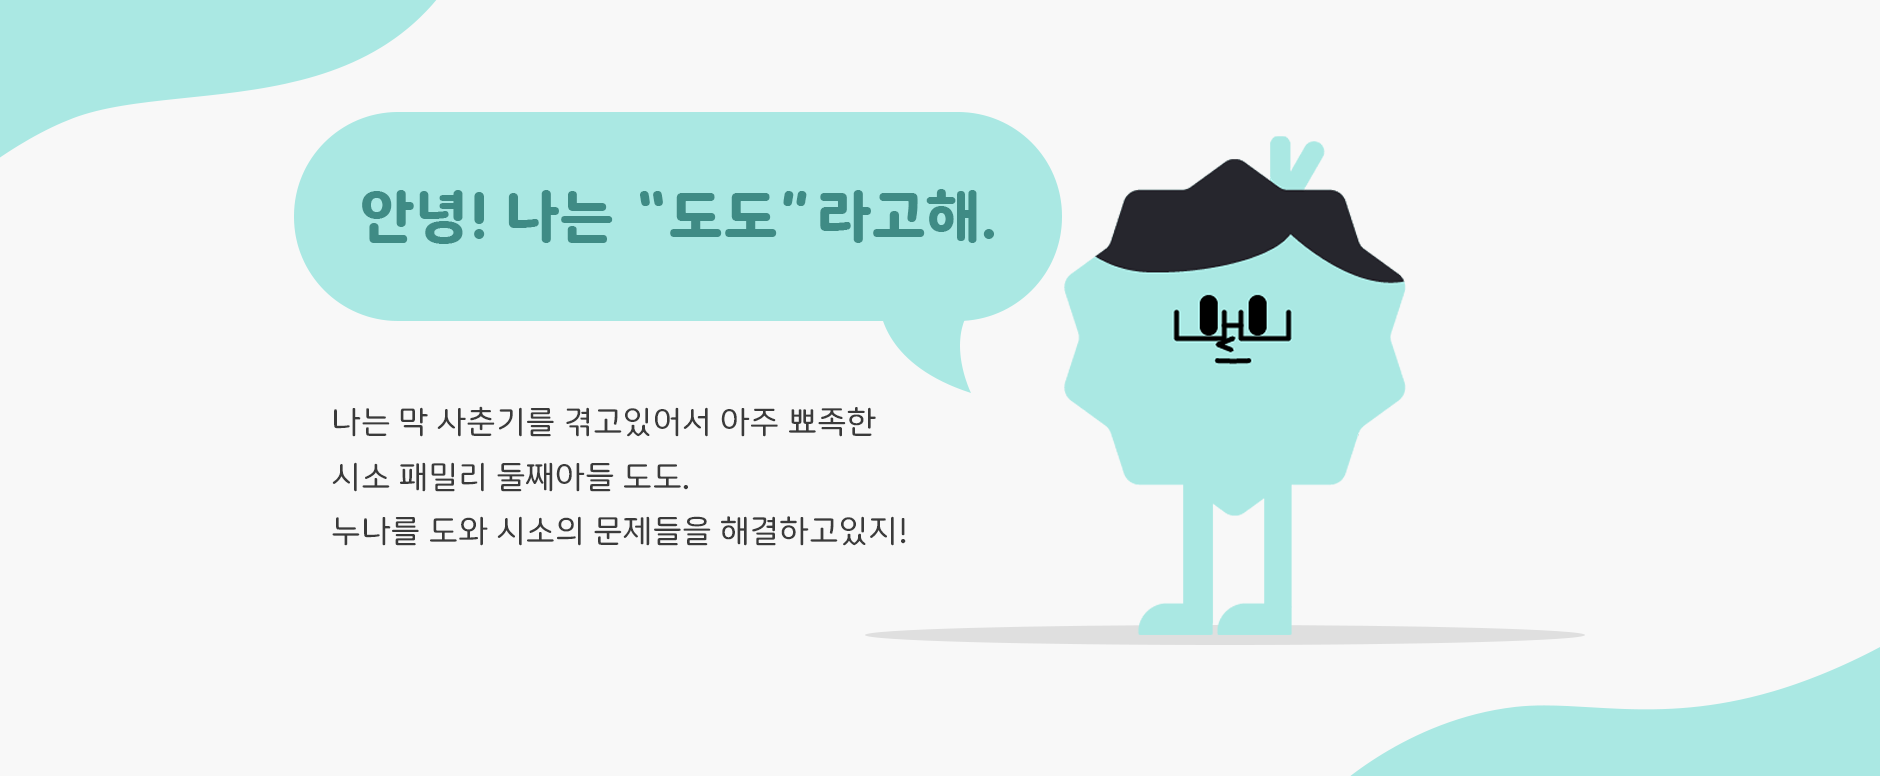 안녕! 나는 “도도”라고해.
나는 막 사춘기를 겪고있어서 아주 뾰족한
시소 패밀리 둘째아들 도도.
누나를 도와 시소의 문제들을 해결하고있지!